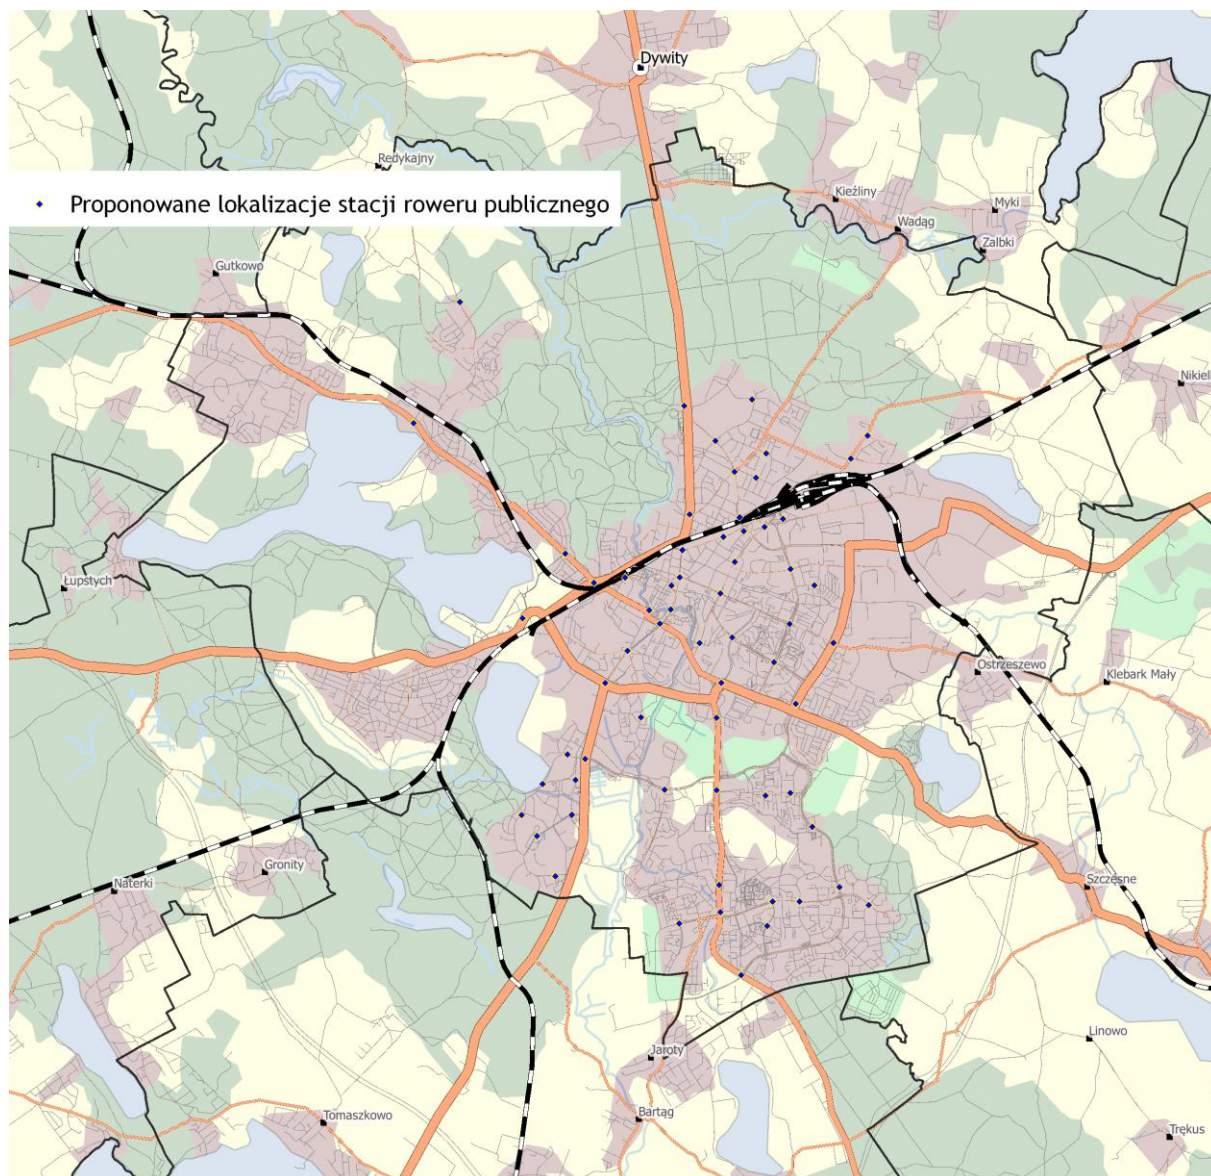 Dywity
Redykajny
Kieźliny
Proponowane lokalizacje stacji roweru publicznego
Myki
Wadąg
Zalbki
Gutkowo
Nikiel
Łupstych
Ostrzeszewo
Klebark Mały
Gronity
Szczęsne
Naterki
Linowo
Jaroty
Bartąg
Tomaszkowo
Trękus